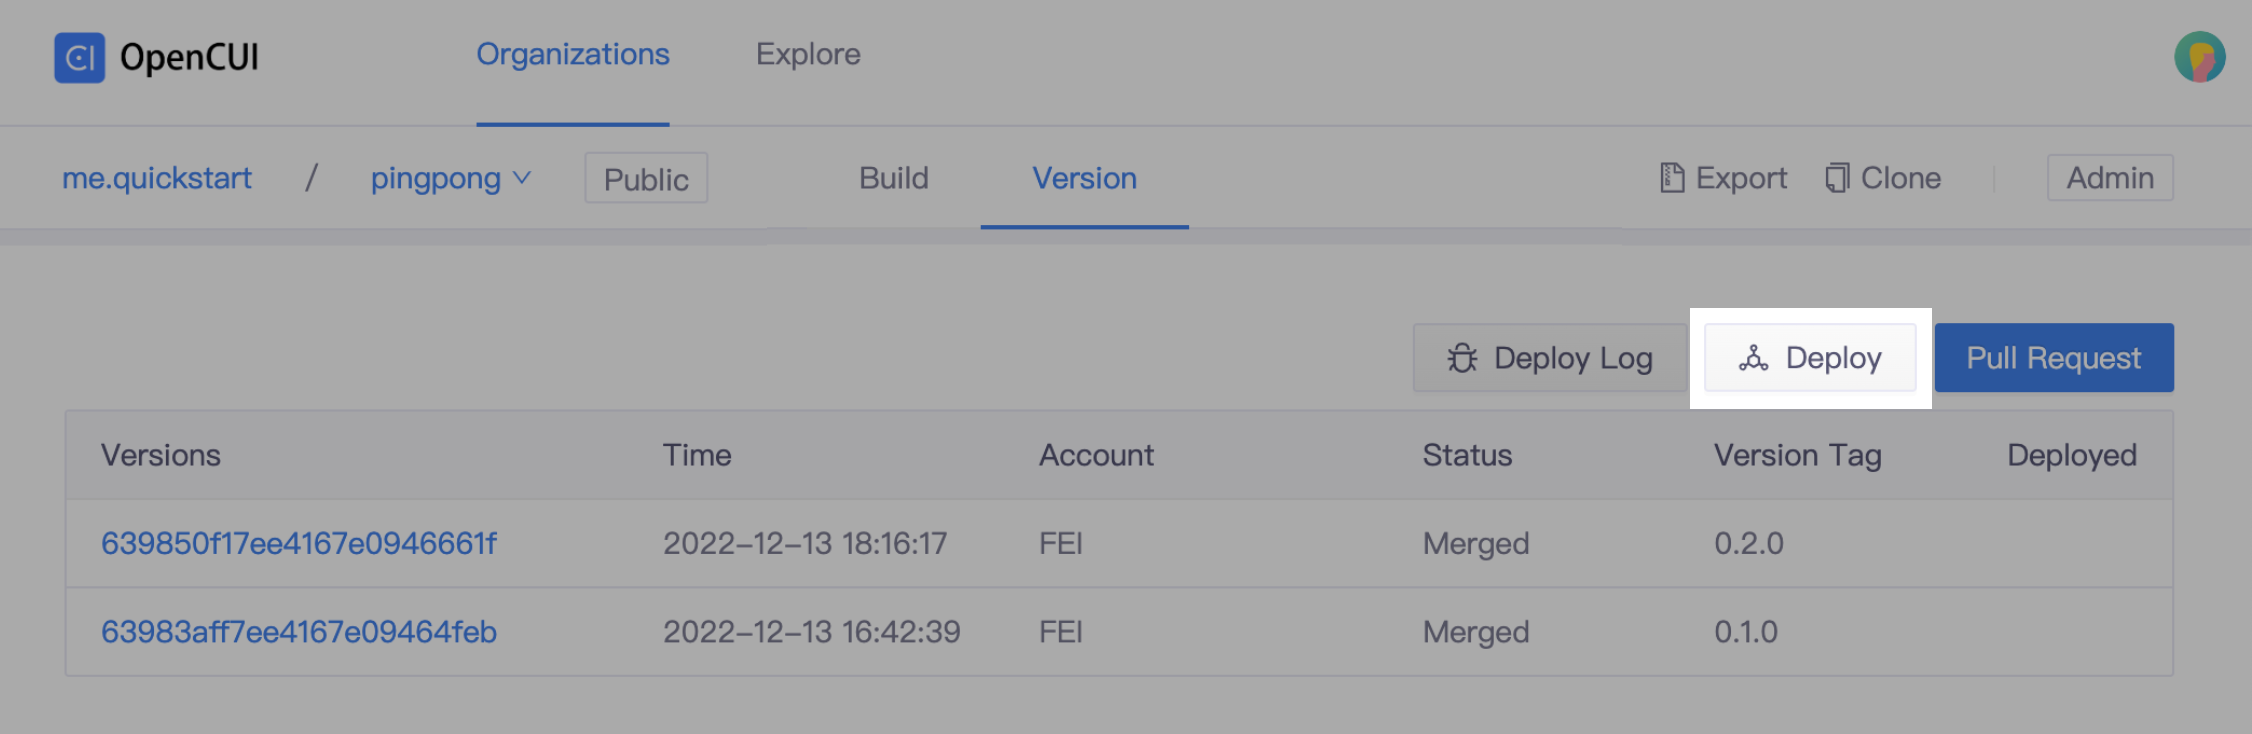 CI OpenCUI Organizations Explore
me.quickstart / pingpong Public Build Version Export Clone Admin
Deploy Log Deploy Pull Request
Versions Time Account Status Version Tag Deployed
639850f17ee4167e0946661f 2022-12-13 18:16:17 FEI Merged 0.2.0
63983aff7ee4167e09464feb 2022-12-13 16:42:39 FEI Merged 0.1.0